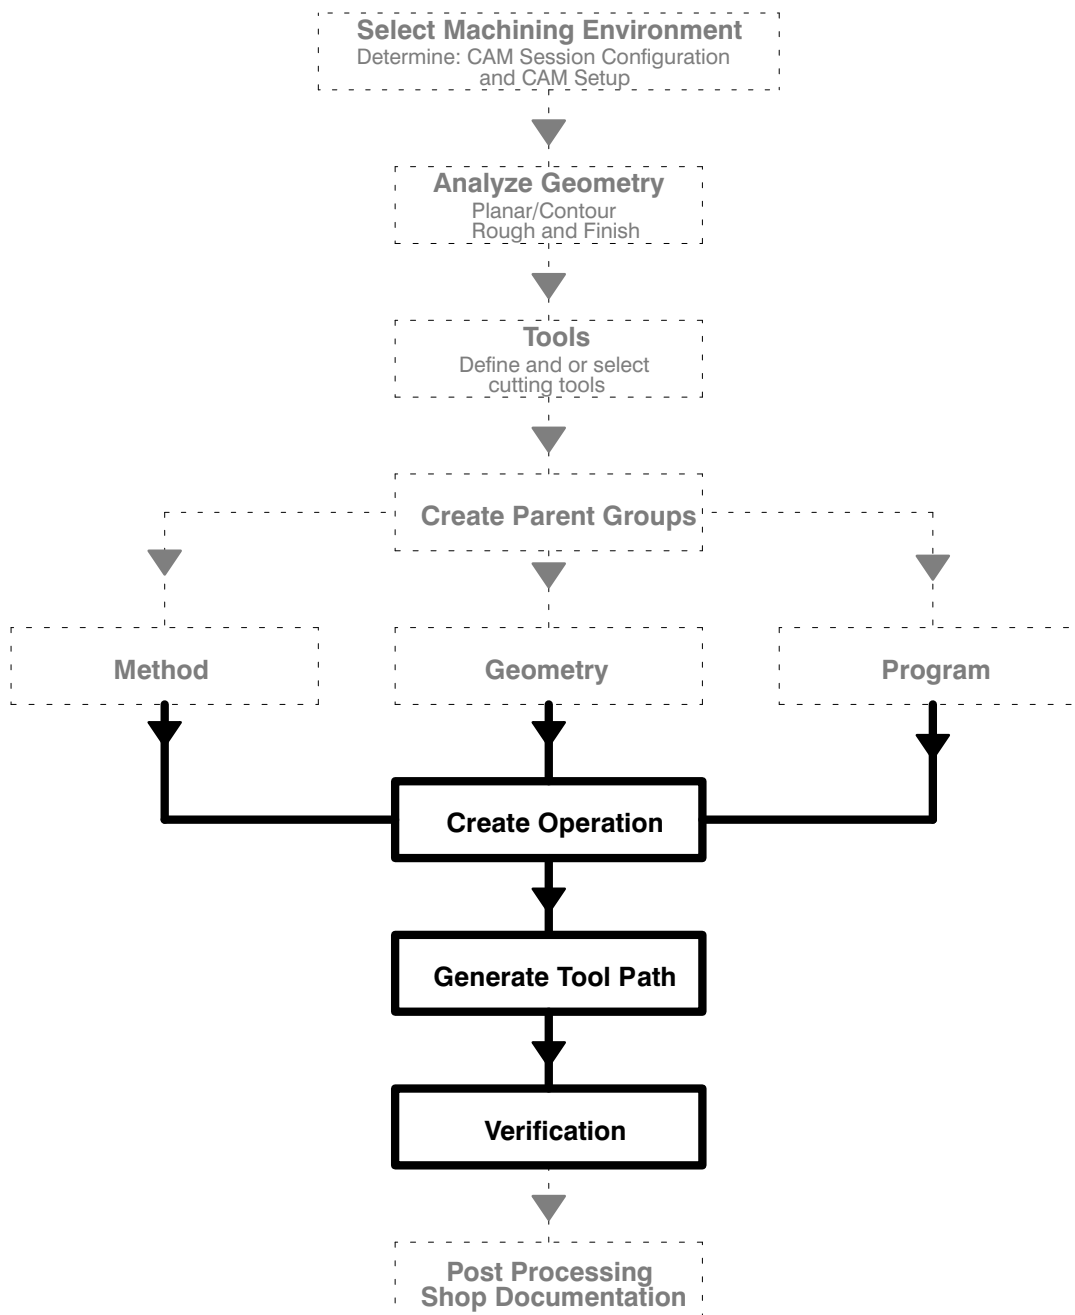 Select Machining Environment
Determine: CAM Session Configuration
and CAM Setup
Analyze Geometry
Planar/Contour
Rough and Finish
Tools
Define and or select
cutting tools
Create Parent Groups
Method
Geometry
Program
Create Operation
Generate Tool Path
Verification
Post Processing
Shop Documentation